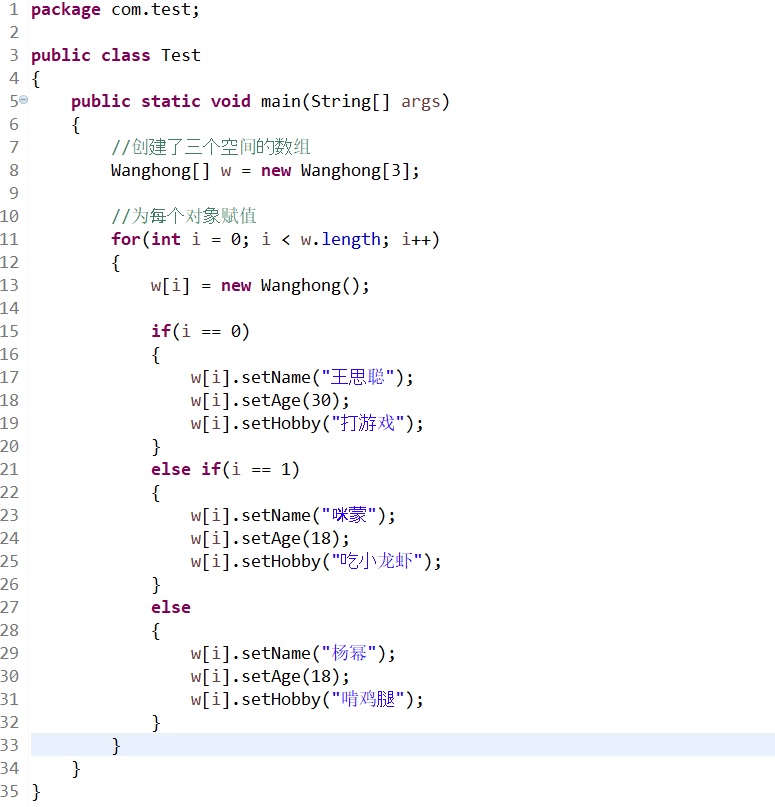 1 package com.test;
2
3 public class Test
4 {
5 public static void main(String[] args)
6 {
7 //创建了三个空间的数组
8 Wanghong[] w = new Wanghong[3];
9
10 //为每个对象赋值
11 for(int i = 0; i < w.length; i++)
12 {
13 w[i] = new Wanghong();
14
15 if(i == 0)
16 {
17 w[i].setName("王思聪");
18 w[i].setAge(30);
19 w[i].setHobby("打游戏");
20 }
21 else if(i == 1)
22 {
23 w[i].setName("咪蒙");
24 w[i].setAge(18);
25 w[i].setHobby("吃小龙虾");
26 }
27 else
28 {
29 w[i].setName("杨幂");
30 w[i].setAge(18);
31 w[i].setHobby("啃鸡腿");
32 }
33 }
34 }
35 }